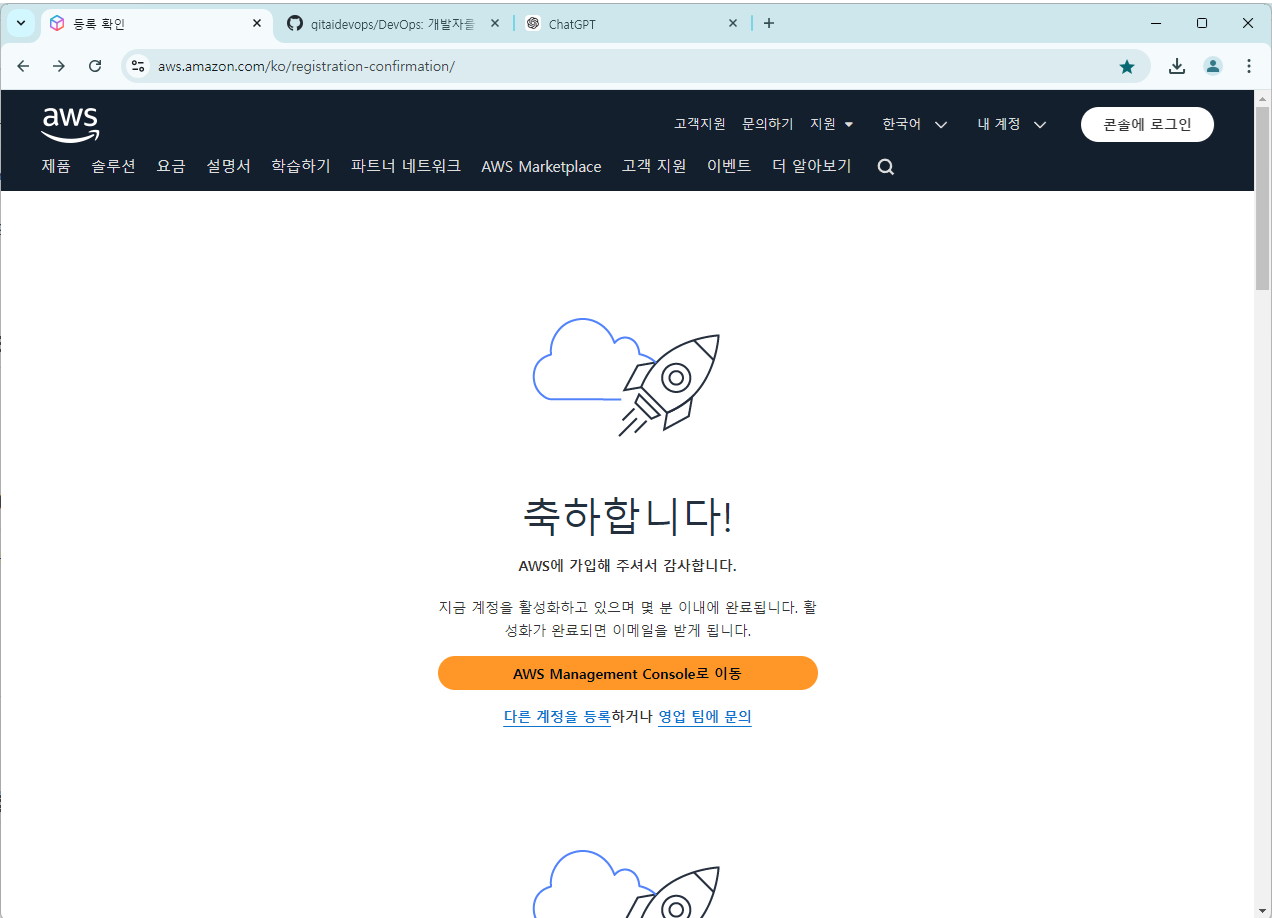 등록 확인
qitaidevops/DevOps: 개발자를
ChatGPT
aws.amazon.com/ko/registration-confirmation/
aws
고객지원 문의하기 지원 한국어 내 계정 콘솔에 로그인
제품 솔루션 요금 설명서 학습하기 파트너 네트워크 AWS Marketplace 고객 지원 이벤트 더 알아보기
축하합니다!
AWS에 가입해 주셔서 감사합니다.
지금 계정을 활성화하고 있으며 몇 분 이내에 완료됩니다. 활
성화가 완료되면 이메일을 받게 됩니다.
AWS Management Console로 이동
다른 계정을 등록하거나 영업 팀에 문의